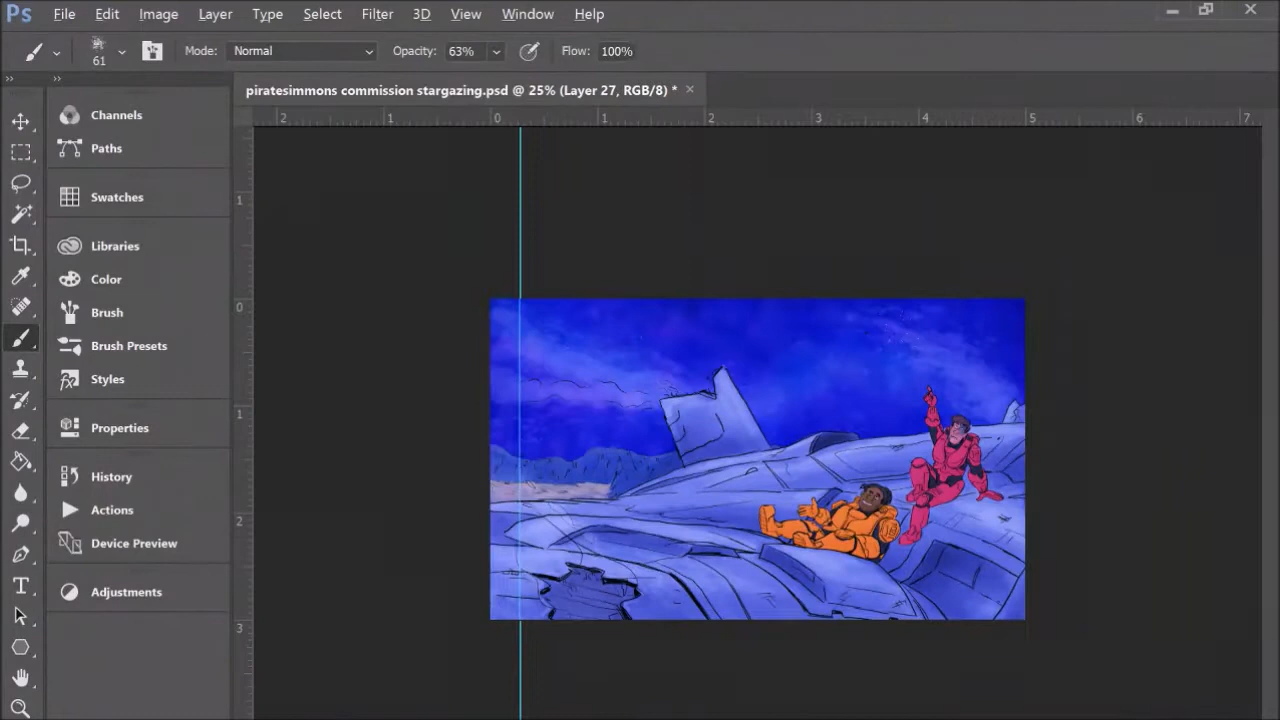 Ps File Edit Image Layer Type Select Filter 3D View Window Help
61 Mode: Normal Opacity: 63% Flow: 100%
piratesimmons commission stargazing.psd @ 25% (Layer 27, RGB/8) * ×
2 1 0 1 2 3 4 5 6 7
Channels
Paths
Swatches
Libraries
Color
Brush
Brush Presets
Styles
Properties
History
Actions
Device Preview
Adjustments
1
0
1
2
3